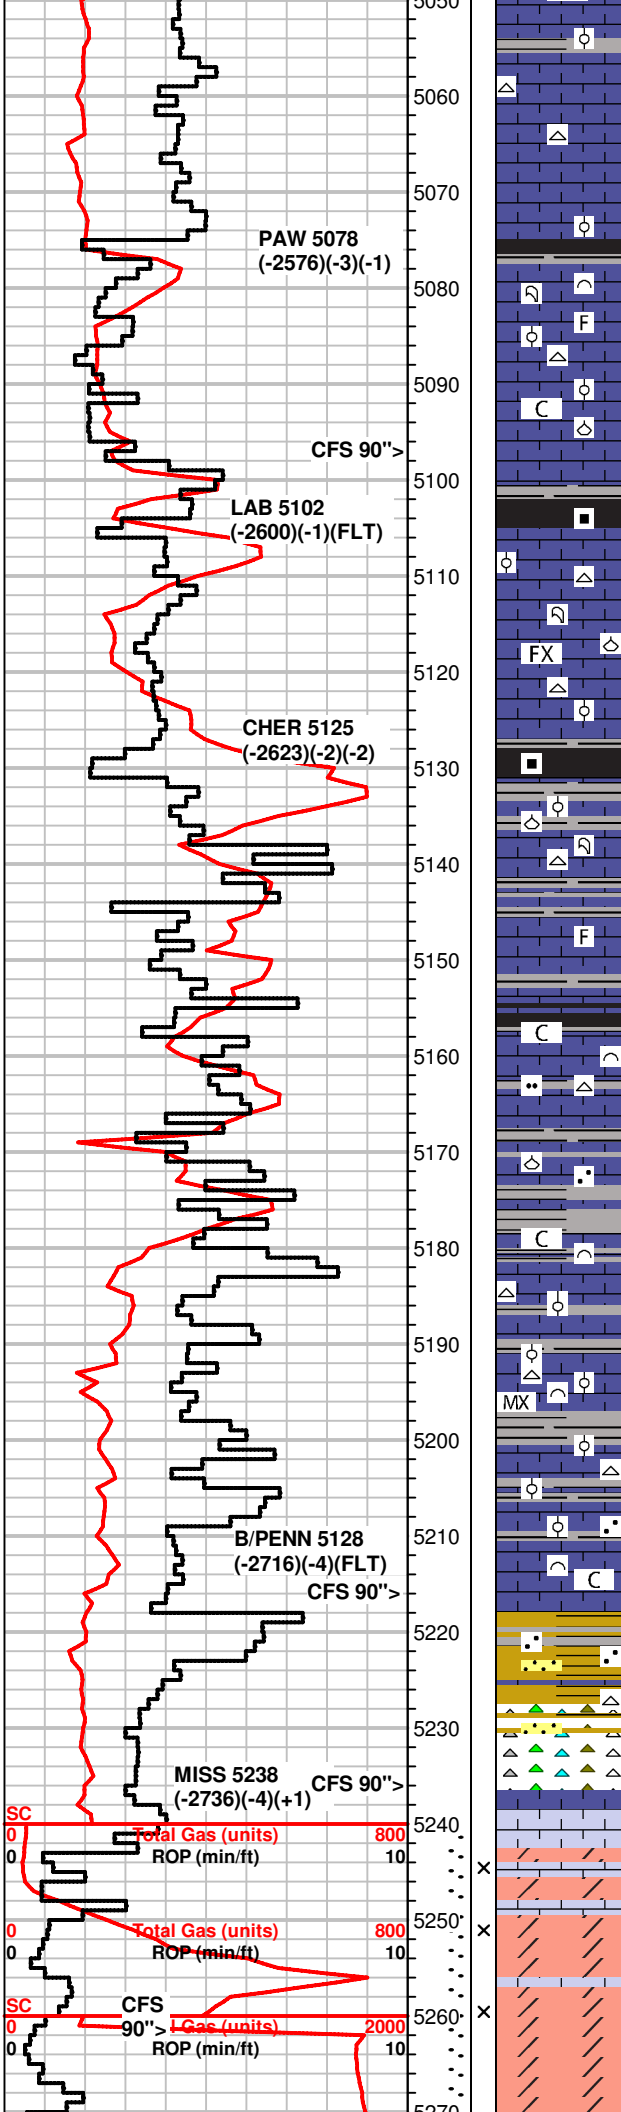 5050
5060
5070
PAW 5078
(-2576)(-3)(-1)
5080
F
5090
C
CFS 90">
5100
LAB 5102
(-2600)(-1)(FLT)
5110
FX
5120
CHER 5125
(-2623)(-2)(-2)
5130
5140
F
5150
C
5160
5170
C
5180
5190
MX
5200
5210
B/PENN 5128
(-2716)(-4)(FLT)
CFS 90">
C
5220
5230
MISS 5238
(-2736)(-4)(+1)
CFS 90">
SC
5240
0 Total Gas (units) 800
0 ROP (min/ft) 10
5250
0 Total Gas (units) 800
0 ROP (min/ft) 10
CFS
90">
SC
5260
0 l Gas (units) 2000
0 ROP (min/ft) 10
5270